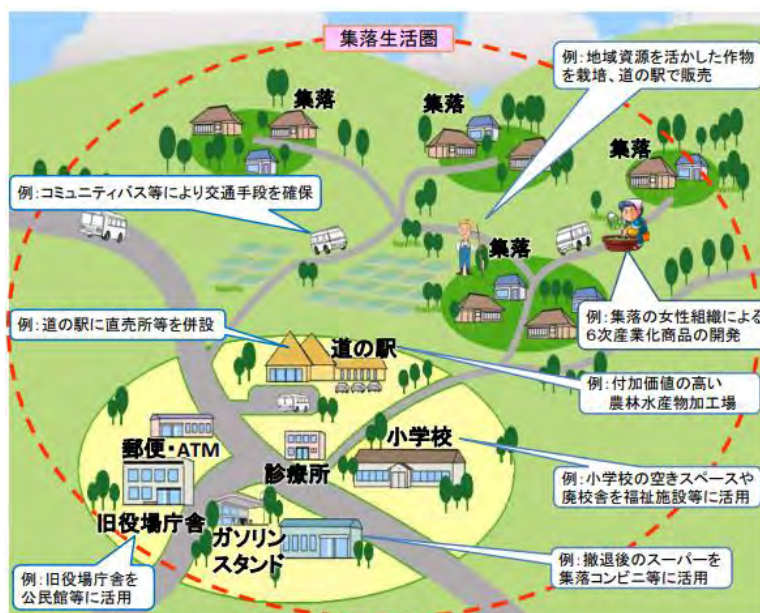 集落生活圏
例:地域資源を活かした作物
を栽培、道の駅で販売
集落
集落
集落
例:コミュニティバス等により交通手段を確保
集落
例:集落の女性組織による
6次産業化商品の開発
例:道の駅に直売所等を併設
道の駅
例:付加価値の高い
農林水産物加工場
郵便・ATM
小学校
診療所
例:小学校の空きスペースや
廃校舎を福祉施設等に活用
旧役場庁舎
ガソリン
スタンド
例:旧役場庁舎を
公民館等に活用
例:撤退後のスーパーを
集落コンビニ等に活用